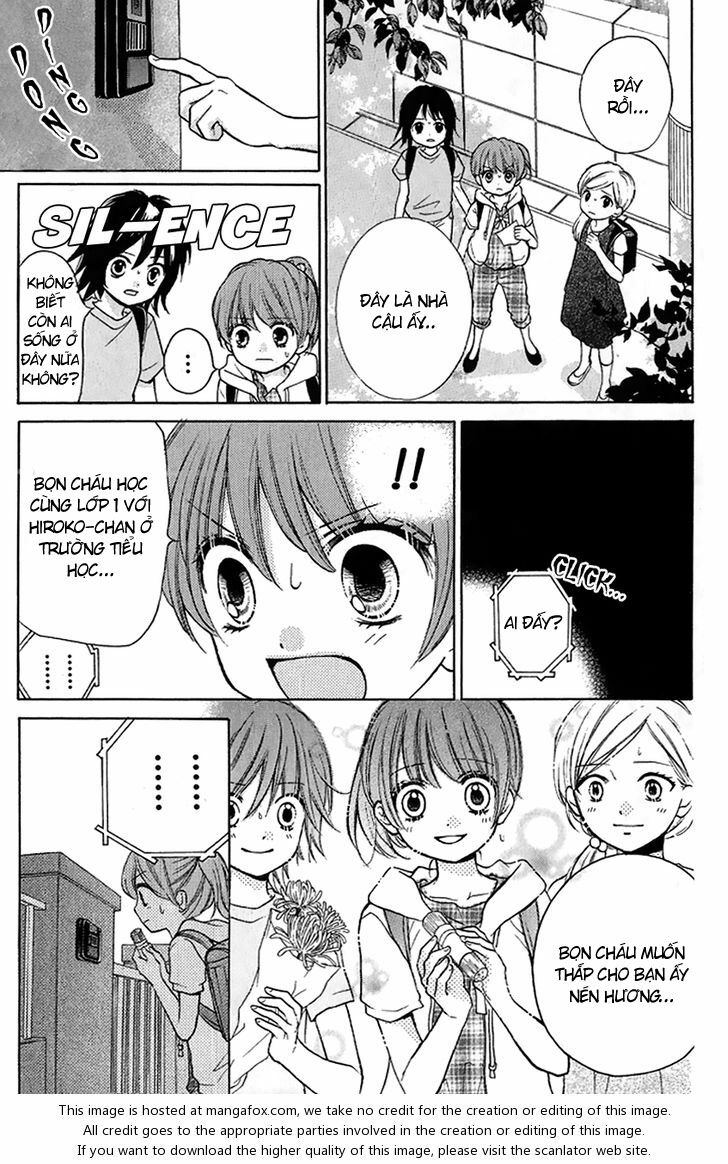 DING
DONG
ĐÂY
RỒI...
ĐÂY LÀ NHÀ
CẬU ẤY..
SIL-ENCE
KHÔNG
BIẾT
CÒN AI
SỐNG Ở
ĐÂY NỮA
KHÔNG?
...
CLICK...
AI ĐẤY?
!!
BỌN CHÁU HỌC
CÙNG LỚP 1 VỚI
HIROKO-CHAN Ở
TRƯỜNG TIỂU
HỌC...
......
......
BỌN CHÁU MUỐN
THẮP CHO BẠN ẤY
NÉN HƯƠNG...
This image is hosted at mangafox.com, we take no credit for the creation or editing of this image.
All credit goes to the appropriate parties involved in the creation or editing of this image.
If you want to download the higher quality of this image, please visit the scanlator web site.